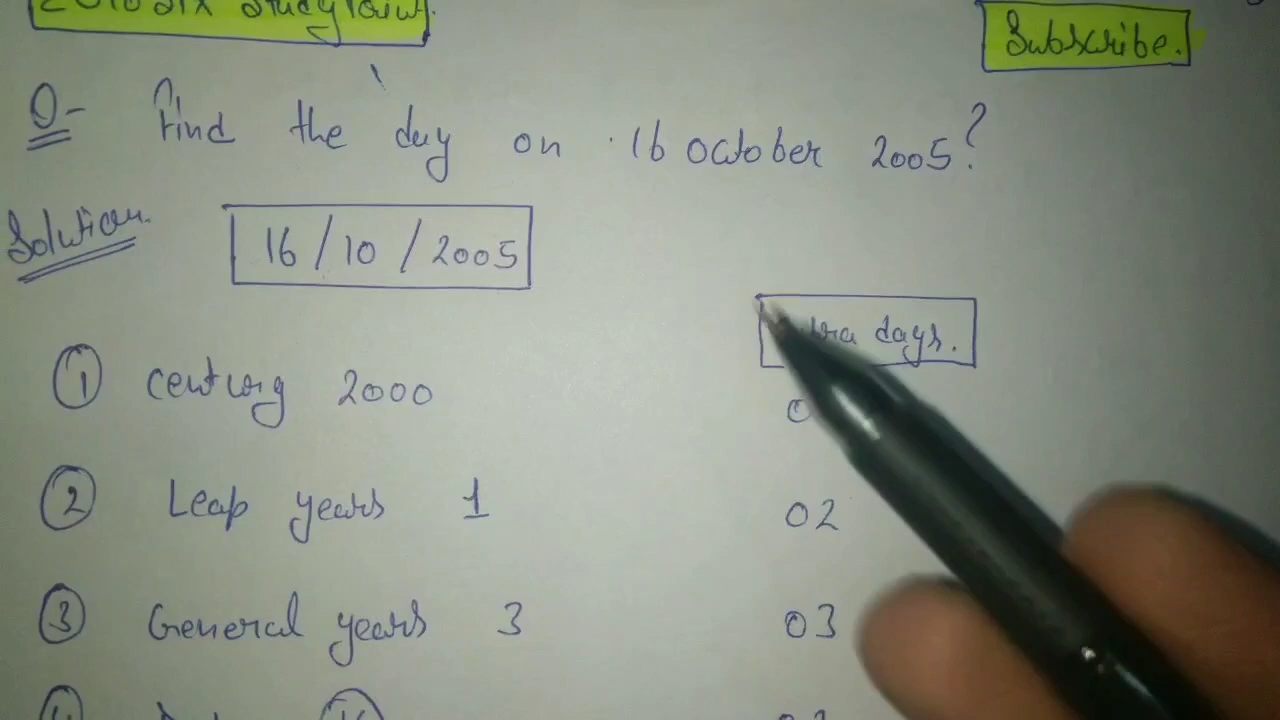 Subscribe.
Q- Find the day on 16 october 2005?
Solution.
16/10/2005
days.
① century 2000
② Leap years 1 02
③ General years 3 03